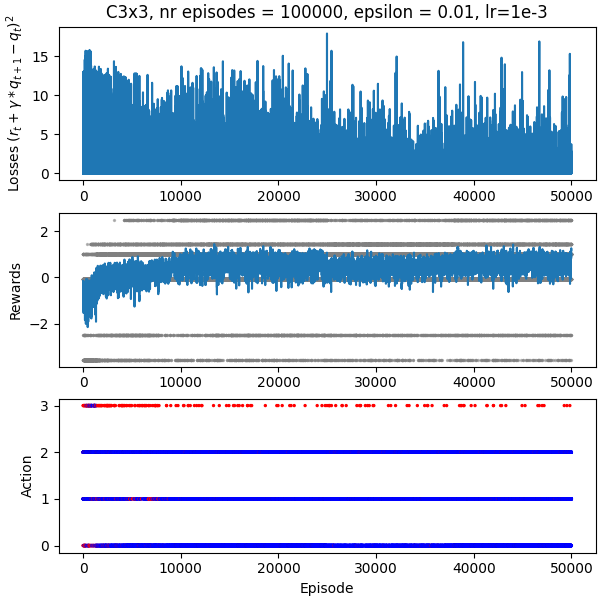 C3x3, nr episodes = 100000, epsilon = 0.01, lr=1e-3
Losses $(r_t + \gamma * q_{t+1} - q_t)^2$
15
10
5
0
0 10000 20000 30000 40000 50000
Rewards
2
0
−2
0 10000 20000 30000 40000 50000
Action
3
2
1
0
0 10000 20000 30000 40000 50000
Episode